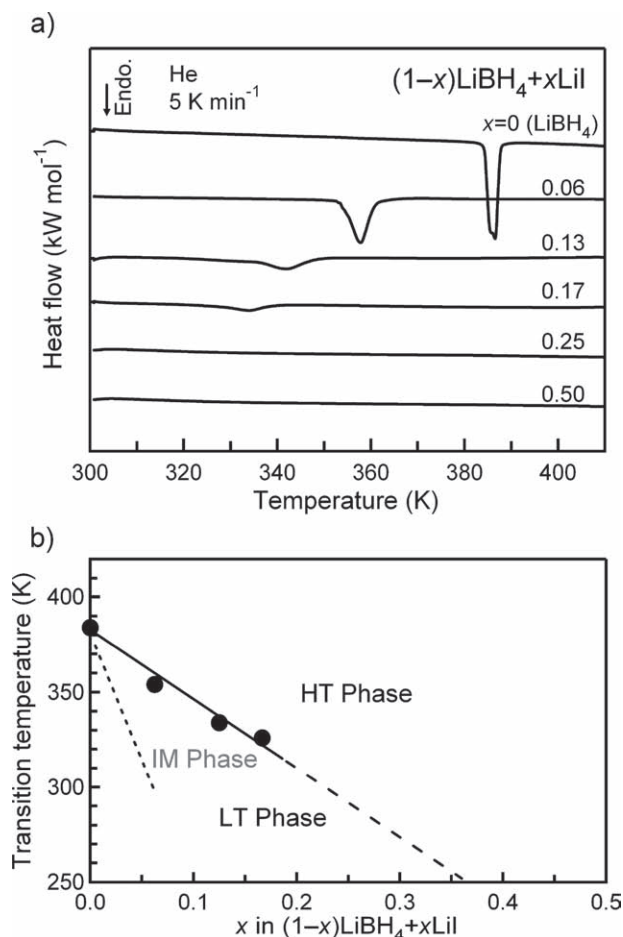 a)
Endo.
He
5 K min⁻¹
(1–x)LiBH₄+xLiI
x=0 (LiBH₄)
0.06
0.13
0.17
0.25
0.50
Heat flow (kW mol⁻¹)
300 320 340 360 380 400
Temperature (K)
b)
Transition temperature (K)
400
350
300
250
HT Phase
IM Phase
LT Phase
0.0 0.1 0.2 0.3 0.4 0.5
x in (1–x)LiBH₄+xLiI